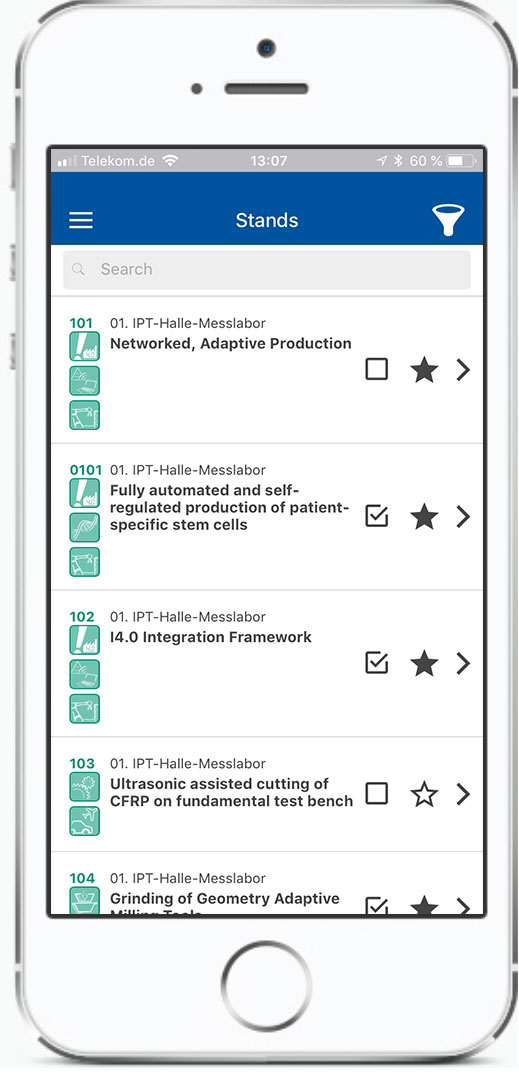 Telekom.de 13:07 60 %
Stands
Search
101 01. IPT-Halle-Messlabor
Networked, Adaptive Production
0101 01. IPT-Halle-Messlabor
Fully automated and self-
regulated production of patient-
specific stem cells
102 01. IPT-Halle-Messlabor
I4.0 Integration Framework
103 01. IPT-Halle-Messlabor
Ultrasonic assisted cutting of
CFRP on fundamental test bench
104 01. IPT-Halle-Messlabor
Grinding of Geometry Adaptive
Milling Tools